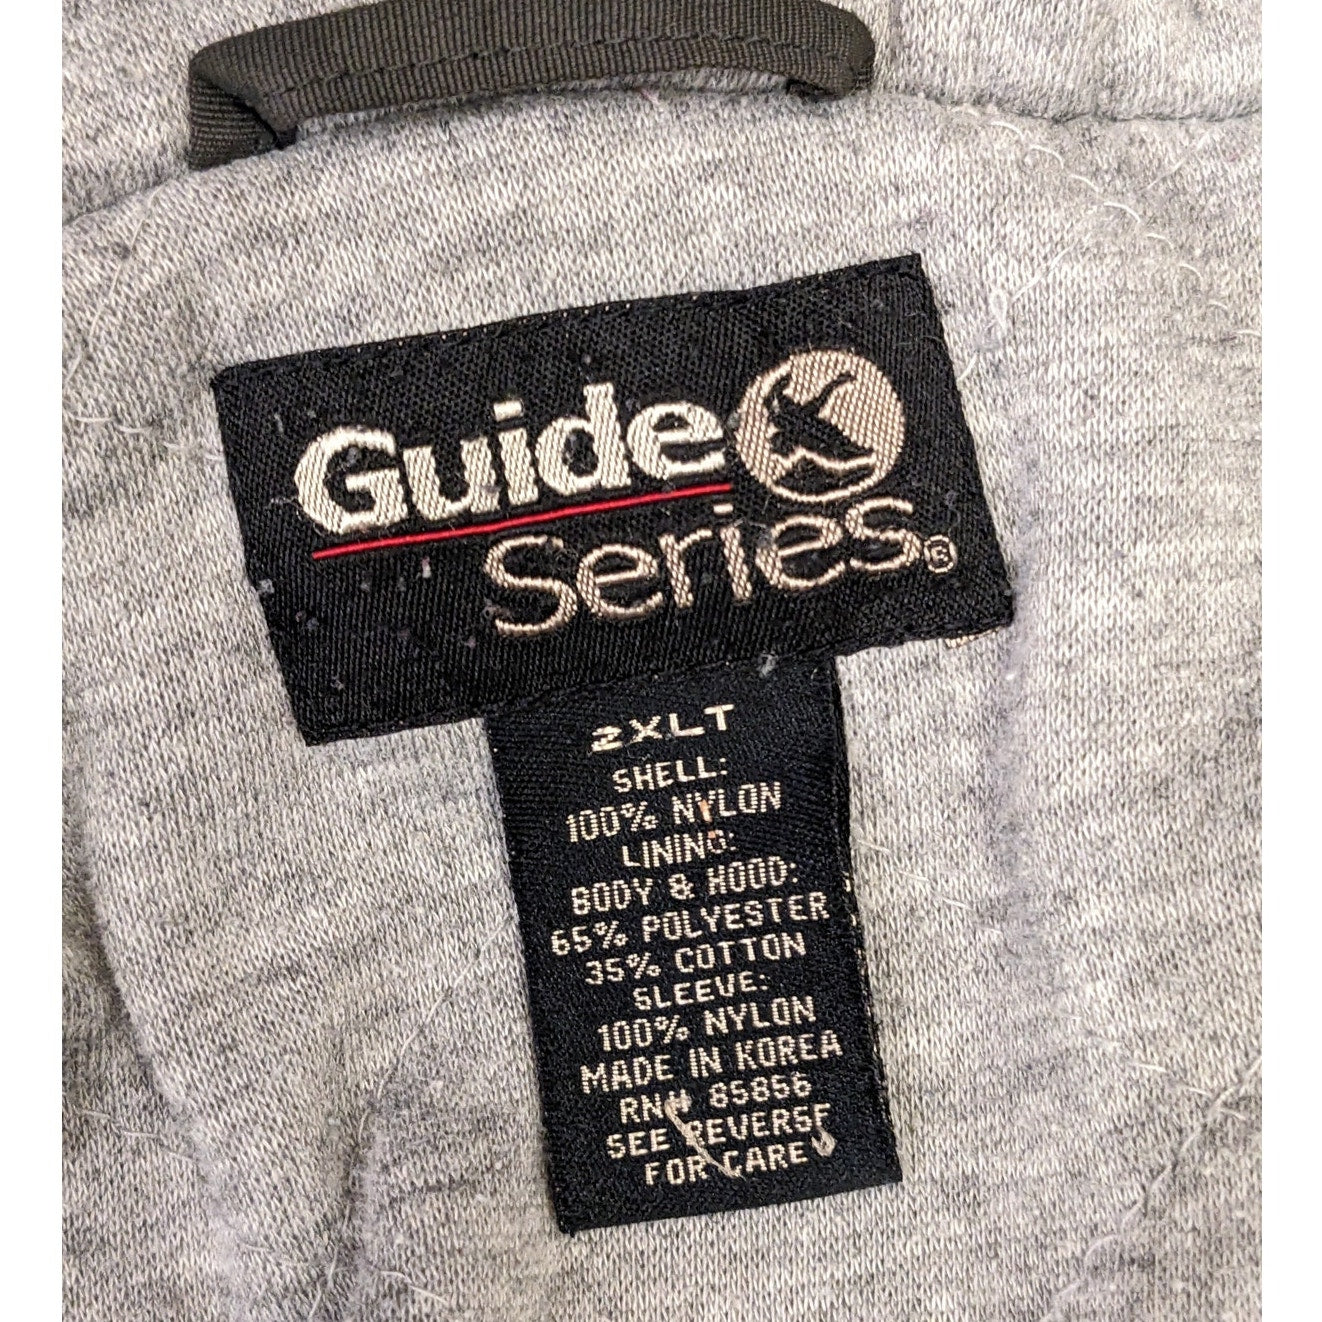 Guide
Series®
2XLT
SHELL:
100% NYLON
LINING:
BODY & HOOD:
65% POLYESTER
35% COTTON
SLEEVE:
100% NYLON
MADE IN KOREA
RN# 85856
SEE REVERSE
FOR CARE